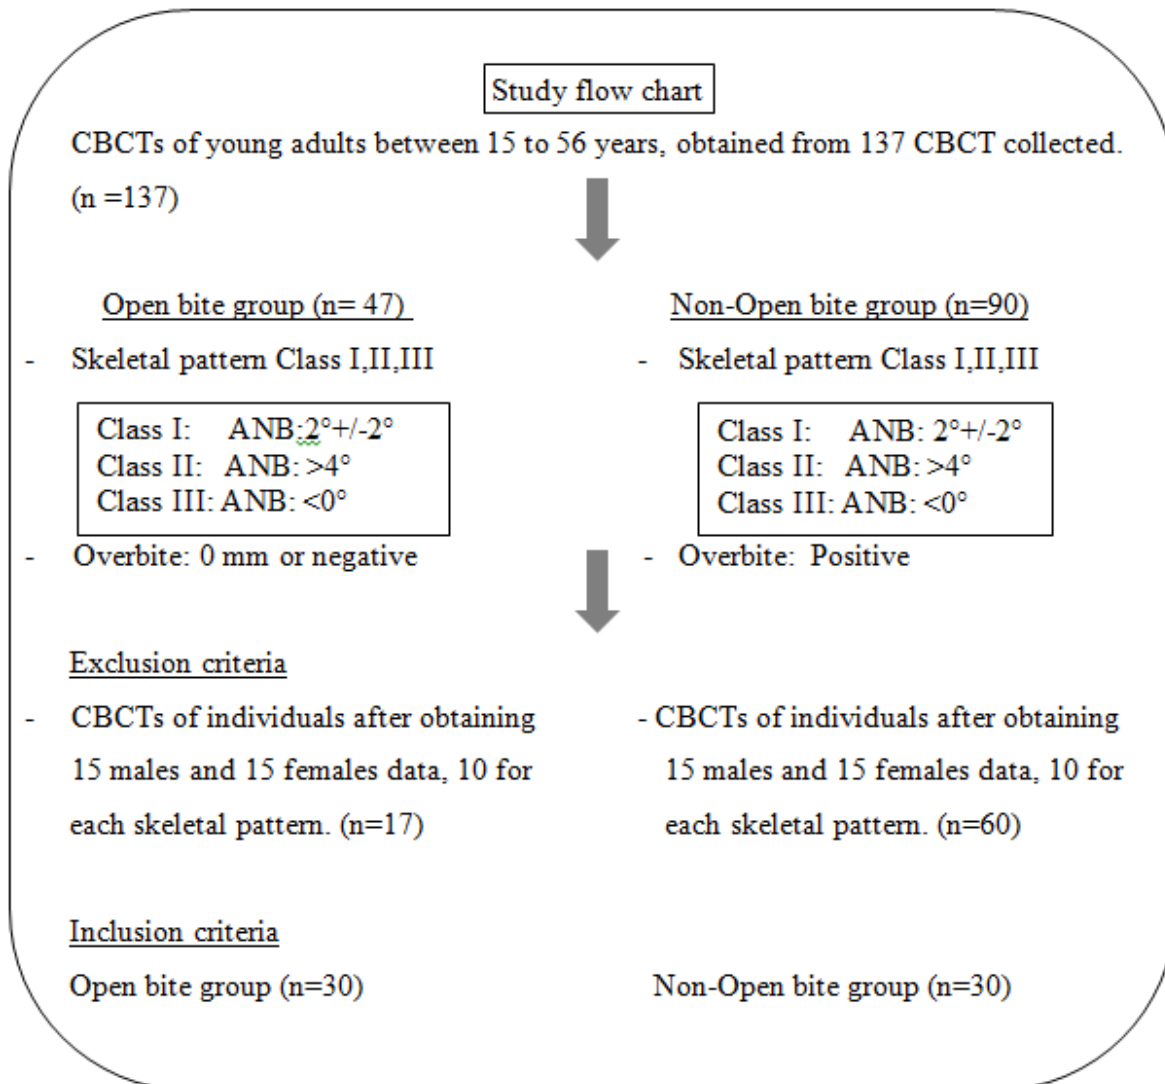 Study flow chart
CBCTs of young adults between 15 to 56 years, obtained from 137 CBCT collected.
(n =137)
Open bite group (n= 47)
- Skeletal pattern Class I,II,III
Class I: ANB:2°+/-2°
Class II: ANB: >4°
Class III: ANB: <0°
- Overbite: 0 mm or negative
Non-Open bite group (n=90)
- Skeletal pattern Class I,II,III
Class I: ANB: 2°+/-2°
Class II: ANB: >4°
Class III: ANB: <0°
- Overbite: Positive
Exclusion criteria
- CBCTs of individuals after obtaining
15 males and 15 females data, 10 for
each skeletal pattern. (n=17)
- CBCTs of individuals after obtaining
15 males and 15 females data, 10 for
each skeletal pattern. (n=60)
Inclusion criteria
Open bite group (n=30)
Non-Open bite group (n=30)